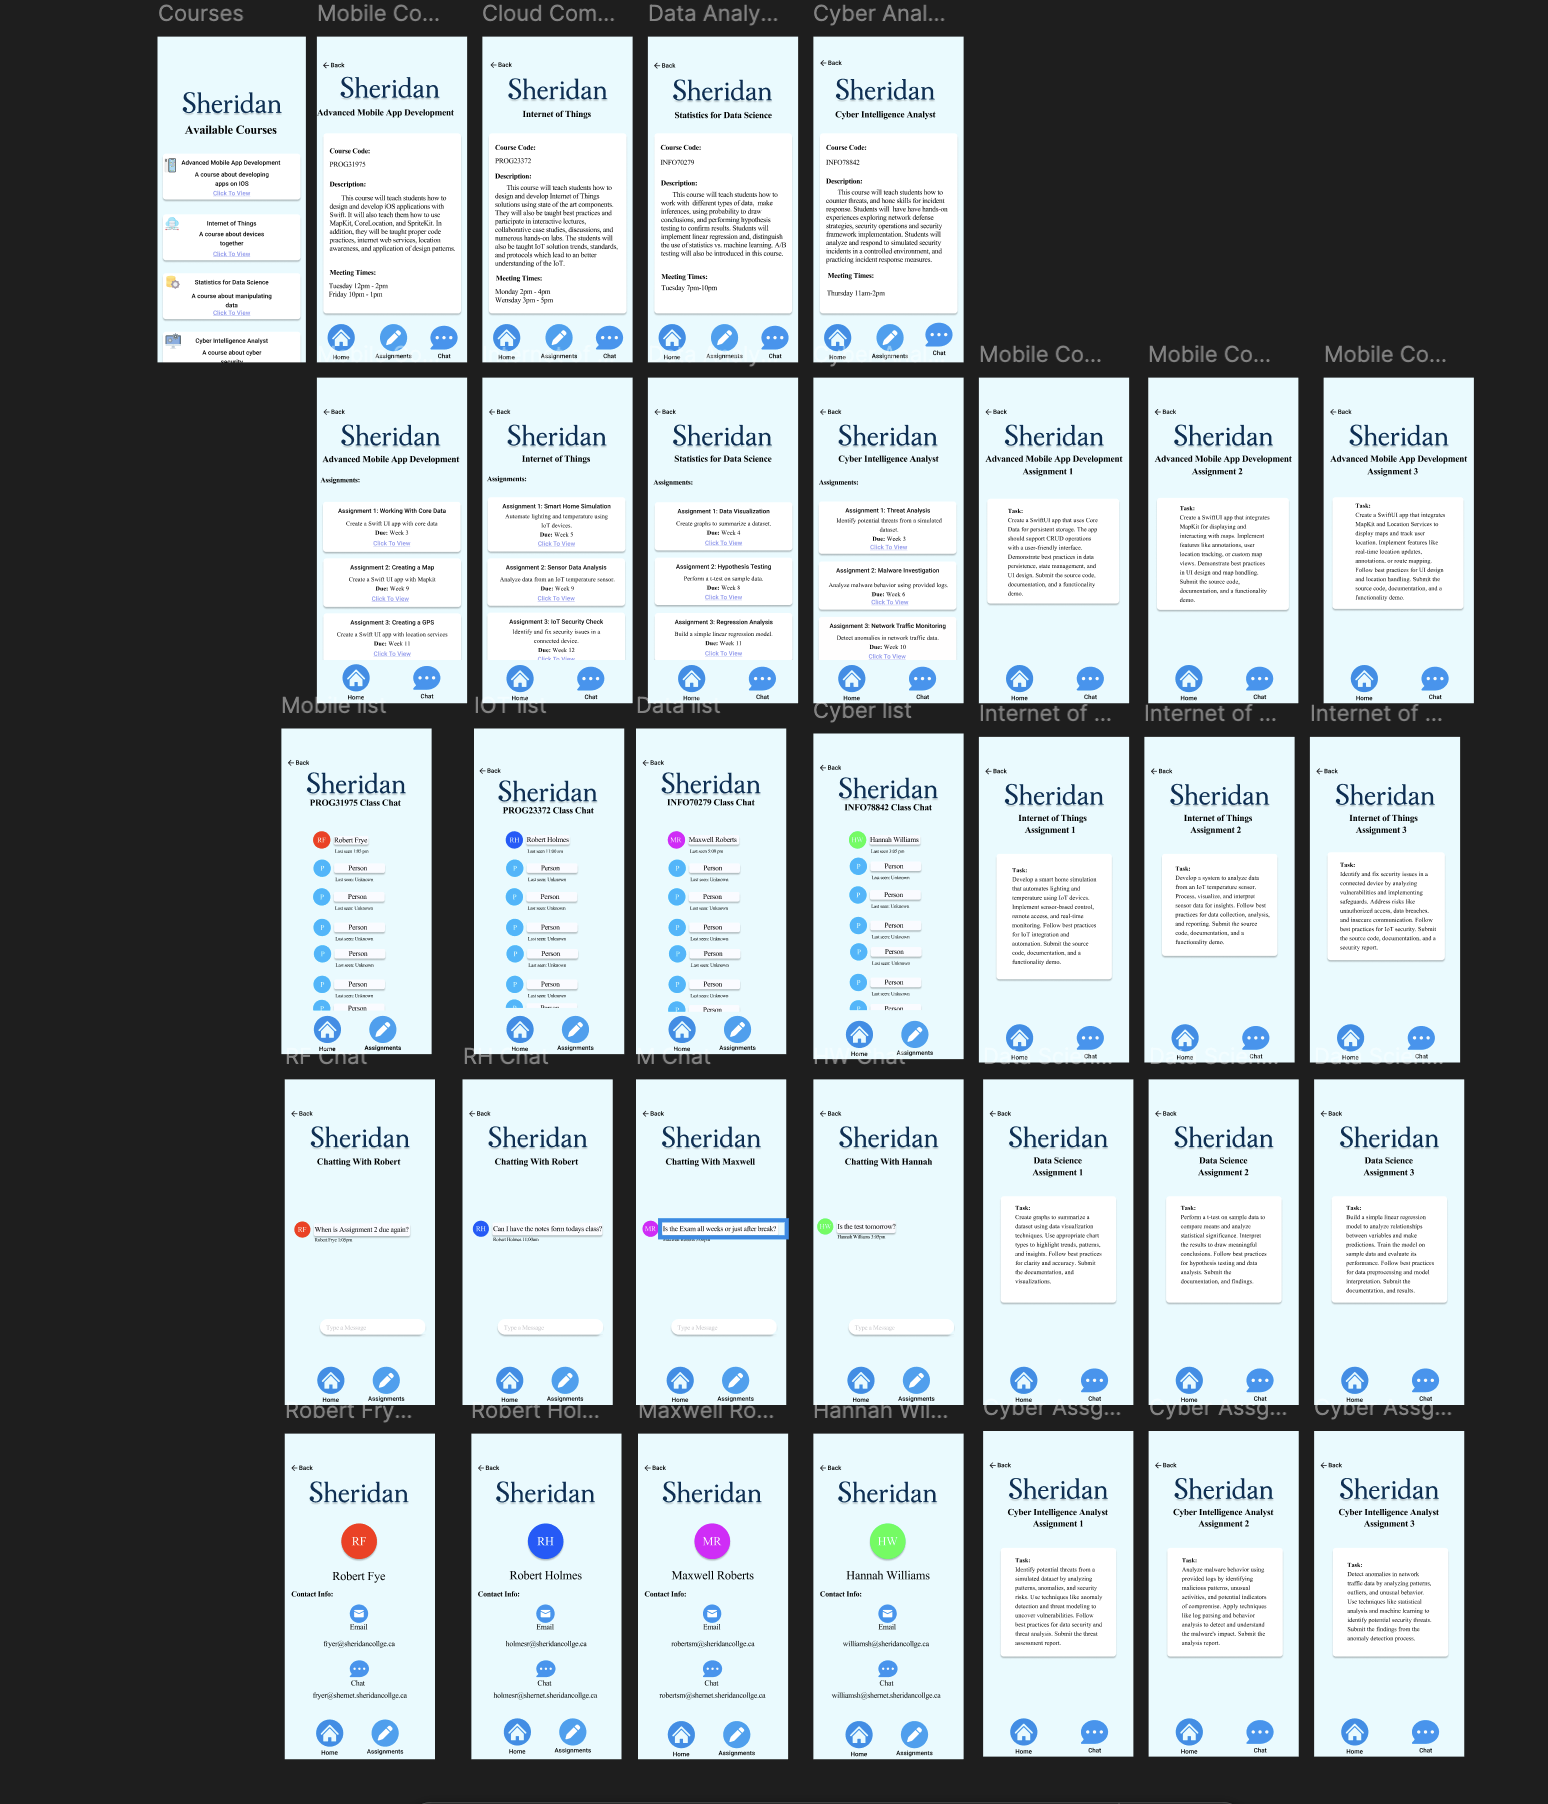 Courses
Mobile Co...
Cloud Com...
Data Analy...
Cyber Anal...
Sheridan
Available Courses
Advanced Mobile App Development
A course about developing
apps on IOS
Click To View
Internet of Things
A course about devices
together
Click To View
Statistics for Data Science
A course about manipulating
data
Click To View
Cyber Intelligence Analyst
A course about cyber
security
← Back
Sheridan
Advanced Mobile App Development
Course Code:
PROG31975
Description:
This course will teach students how to
design and develop iOS applications with
Swift. It will also teach them how to use
MapKit, CoreLocation, and SpriteKit. In
addition, they will be taught proper code
practices, internet web services, location
awareness, and application of design patterns.
Meeting Times:
Tuesday 12pm - 2pm
Friday 10pm - 1pm
Home
Assignments
Chat
← Back
Sheridan
Internet of Things
Course Code:
PROG23372
Description:
This course will teach students how to
design and develop Internet of Things
solutions using state of the art components.
They will also be taught best practices and
participate in interactive lectures,
collaborative case studies, discussions, and
numerous hands-on labs. The students will
also be taught IoT solution trends, standards,
and protocols which lead to an better
understanding of the IoT.
Meeting Times:
Monday 2pm - 4pm
Wensday 3pm - 5pm
Home
Assignments
Chat
← Back
Sheridan
Statistics for Data Science
Course Code:
INFO70279
Description:
This course will teach students how to
work with different types of data, make
inferences, using probability to draw
conclusions, and performing hypothesis
testing to confirm results. Students will
implement linear regression and, distinguish
the use of statistics vs. machine learning. A/B
testing will also be introduced in this course.
Meeting Times:
Tuesday 7pm-10pm
Home
Assignments
Chat
← Back
Sheridan
Cyber Intelligence Analyst
Course Code:
INFO78842
Description:
This course will teach students how to
counter threats, and hone skills for incident
response. Students will have have hands-on
experiences exploring network defense
strategies, security operations and security
framework implementation. Students will
analyze and respond to simulated security
incidents in a controlled environment, and
practicing incident response measures.
Meeting Times:
Thursday 11am-2pm
Home
Assignments
Chat
Mobile Co...
Mobile Co...
Mobile Co...
← Back
Sheridan
Advanced Mobile App Development
Assignments:
Assignment 1: Working With Core Data
Create a Swift UI app with core data
Due: Week 3
Click To View
Assignment 2: Creating a Map
Create a Swift UI app with Mapkit
Due: Week 9
Click To View
Assignment 3: Creating a GPS
Create a Swift UI app with location services
Due: Week 11
Click To View
Home
Chat
← Back
Sheridan
Internet of Things
Assignments:
Assignment 1: Smart Home Simulation
Automate lighting and temperature using
IoT devices.
Due: Week 5
Click To View
Assignment 2: Sensor Data Analysis
Analyze data from an IoT temperature sensor.
Due: Week 9
Click To View
Assignment 3: IoT Security Check
Identify and fix security issues in a
connected device.
Due: Week 12
Click To View
Home
Chat
← Back
Sheridan
Statistics for Data Science
Assignments:
Assignment 1: Data Visualization
Create graphs to summarize a dataset.
Due: Week 4
Click To View
Assignment 2: Hypothesis Testing
Perform a t-test on sample data.
Due: Week 8
Click To View
Assignment 3: Regression Analysis
Build a simple linear regression model.
Due: Week 11
Click To View
Home
Chat
← Back
Sheridan
Cyber Intelligence Analyst
Assignments:
Assignment 1: Threat Analysis
Identify potential threats from a simulated
dataset.
Due: Week 3
Click To View
Assignment 2: Malware Investigation
Analyze malware behavior using provided logs.
Due: Week 6
Click To View
Assignment 3: Network Traffic Monitoring
Detect anomalies in network traffic data.
Due: Week 10
Click To View
Home
Chat
← Back
Sheridan
Advanced Mobile App Development
Assignment 1
Task:
Create a SwiftUI app that uses Core
Data for persistent storage. The app
should support CRUD operations
with a user-friendly interface.
Demonstrate best practices in data
persistence, state management, and
UI design. Submit the source code,
documentation, and a functionality
demo.
Home
Chat
← Back
Sheridan
Advanced Mobile App Development
Assignment 2
Task:
Create a SwiftUI app that integrates
MapKit for displaying and
interacting with maps. Implement
features like annotations, user
location tracking, or custom map
views. Demonstrate best practices
in UI design and map handling.
Submit the source code,
documentation, and a functionality
demo.
Home
Chat
← Back
Sheridan
Advanced Mobile App Development
Assignment 3
Task:
Create a SwiftUI app that integrates
MapKit and Location Services to
display maps and track user
location. Implement features like
real-time location updates,
annotations, or route mapping.
Follow best practices for UI design
and location handling. Submit the
source code, documentation, and a
functionality demo.
Home
Chat
Mobile list
IOT list
Data list
Cyber list
Internet of ...
Internet of ...
Internet of ...
← Back
Sheridan
PROG31975 Class Chat
RF
Robert Frye
Last seen 1:05 pm
P
Person
Last seen: Unknown
P
Person
Last seen: Unknown
P
Person
Last seen: Unknown
P
Person
Last seen: Unknown
P
Person
Last seen: Unknown
P
Person
Home
Assignments
← Back
Sheridan
PROG23372 Class Chat
RH
Robert Holmes
Last seen 11:00 am
P
Person
Last seen: Unknown
P
Person
Last seen: Unknown
P
Person
Last seen: Unknown
P
Person
Last seen: Unknown
P
Person
Last seen: Unknown
P
Person
Home
Assignments
← Back
Sheridan
INFO70279 Class Chat
MR
Maxwell Roberts
Last seen 5:08 pm
P
Person
Last seen: Unknown
P
Person
Last seen: Unknown
P
Person
Last seen: Unknown
P
Person
Last seen: Unknown
P
Person
Last seen: Unknown
P
Person
Home
Assignments
← Back
Sheridan
INFO78842 Class Chat
HW
Hannah Williams
Last seen 3:05 pm
P
Person
Last seen: Unknown
P
Person
Last seen: Unknown
P
Person
Last seen: Unknown
P
Person
Last seen: Unknown
P
Person
Last seen: Unknown
P
Person
Home
Assignments
← Back
Sheridan
Internet of Things
Assignment 1
Task:
Develop a smart home simulation
that automates lighting and
temperature using IoT devices.
Implement sensor-based control,
remote access, and real-time
monitoring. Follow best practices
for IoT integration and
automation. Submit the source
code, documentation, and a
functionality demo.
Home
Chat
← Back
Sheridan
Internet of Things
Assignment 2
Task:
Develop a system to analyze data
from an IoT temperature sensor.
Process, visualize, and interpret
sensor data for insights. Follow best
practices for data collection, analysis,
and reporting. Submit the source
code, documentation, and a
functionality demo.
Home
Chat
← Back
Sheridan
Internet of Things
Assignment 3
Task:
Identify and fix security issues in a
connected device by analyzing
vulnerabilities and implementing
safeguards. Address risks like
unauthorized access, data breaches,
and insecure communication. Follow
best practices for IoT security. Submit
the source code, documentation, and a
security report.
Home
Chat
RF Chat
RH Chat
M Chat
HW Chat
← Back
Sheridan
Chatting With Robert
RF
When is Assignment 2 due again?
Robert Frye 1:05pm
Type a Message
Home
Assignments
← Back
Sheridan
Chatting With Robert
RH
Can I have the notes form todays class?
Robert Holmes 11:00am
Type a Message
Home
Assignments
← Back
Sheridan
Chatting With Maxwell
MR
Is the Exam all weeks or just after break?
Type a Message
Home
Assignments
← Back
Sheridan
Chatting With Hannah
HW
Is the test tomorrow?
Hannah Williams 3:05pm
Type a Message
Home
Assignments
← Back
Sheridan
Data Science
Assignment 1
Task:
Create graphs to summarize a
dataset using data visualization
techniques. Use appropriate chart
types to highlight trends, patterns,
and insights. Follow best practices
for clarity and accuracy. Submit
the documentation, and
visualizations.
Home
Chat
← Back
Sheridan
Data Science
Assignment 2
Task:
Perform a t-test on sample data to
compare means and analyze
statistical significance. Interpret
the results to draw meaningful
conclusions. Follow best practices
for hypothesis testing and data
analysis. Submit the
documentation, and findings.
Home
Chat
← Back
Sheridan
Data Science
Assignment 3
Task:
Build a simple linear regression
model to analyze relationships
between variables and make
predictions. Train the model on
sample data and evaluate its
performance. Follow best practices
for data preprocessing and model
interpretation. Submit the
documentation, and results.
Home
Chat
Robert Fry...
Robert Hol...
Maxwell Ro...
Hannah Wil...
Cyber Assg...
Cyber Assg...
Cyber Assg...
← Back
Sheridan
RF
Robert Fye
Contact Info:
Email
fryer@sheridancollge.ca
Chat
fryer@shernet.sheridancollge.ca
Home
Assignments
← Back
Sheridan
RH
Robert Holmes
Contact Info:
Email
holmesr@sheridancollge.ca
Chat
holmesr@shernet.sheridancollge.ca
Home
Assignments
← Back
Sheridan
MR
Maxwell Roberts
Contact Info:
Email
robertsm@sheridancollge.ca
Chat
robertsm@shernet.sheridancollge.ca
Home
Assignments
← Back
Sheridan
HW
Hannah Williams
Contact Info:
Email
williamsh@sheridancollge.ca
Chat
williamsh@shernet.sheridancollge.ca
Home
Assignments
← Back
Sheridan
Cyber Intelligence Analyst
Assignment 1
Task:
Identify potential threats from a
simulated dataset by analyzing
patterns, anomalies, and security
risks. Use techniques like anomaly
detection and threat modeling to
uncover vulnerabilities. Follow
best practices for data security and
threat analysis. Submit the threat
assessment report.
Home
Chat
← Back
Sheridan
Cyber Intelligence Analyst
Assignment 2
Task:
Analyze malware behavior using
provided logs by identifying
malicious patterns, unusual
activities, and potential indicators
of compromise. Apply techniques
like log parsing and behavior
analysis to detect and understand
the malware's impact. Submit the
analysis report.
Home
Chat
← Back
Sheridan
Cyber Intelligence Analyst
Assignment 3
Task:
Detect anomalies in network
traffic data by analyzing patterns,
outliers, and unusual behavior.
Use techniques like statistical
analysis and machine learning to
identify potential security threats.
Submit the findings from the
anomaly detection process.
Home
Chat